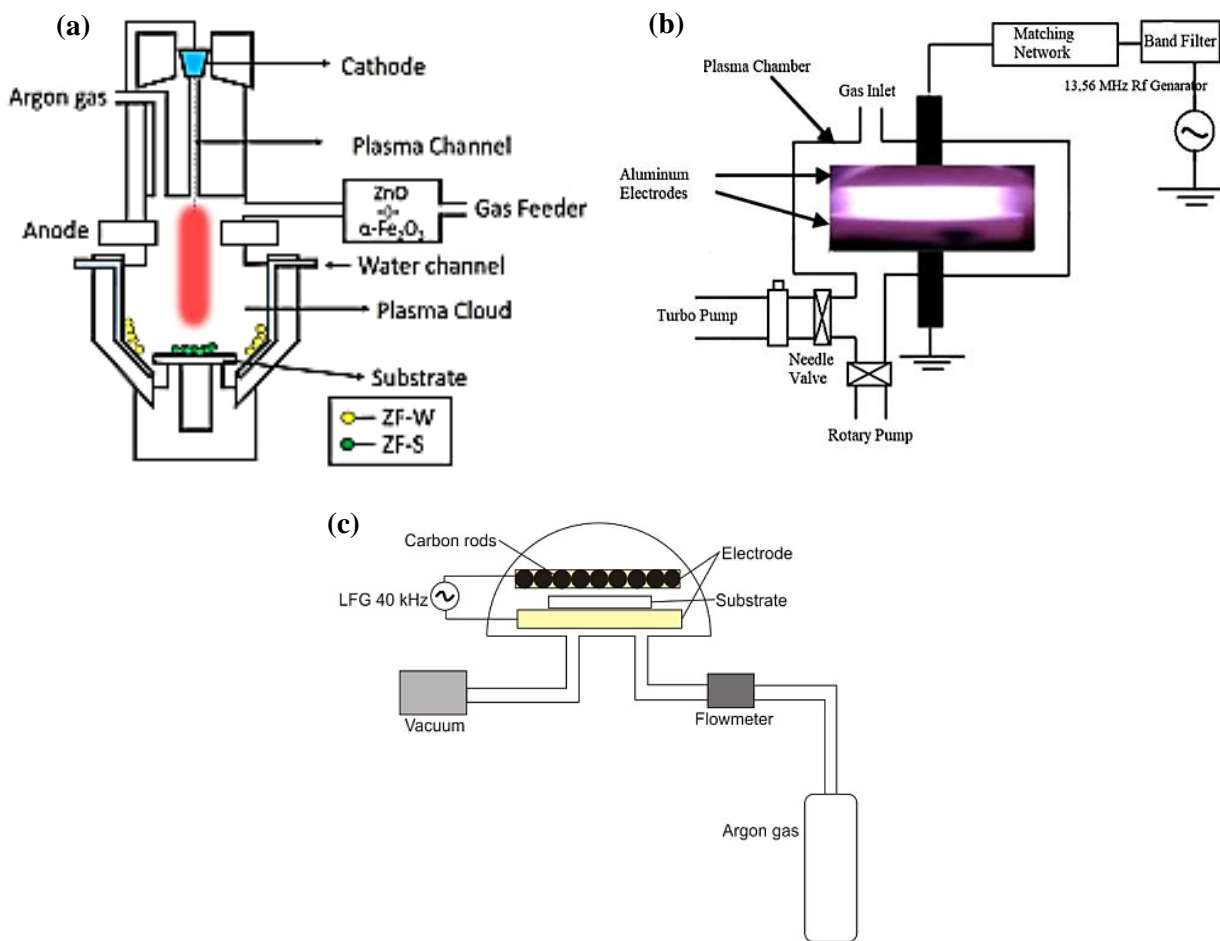 (a)
Cathode
Argon gas
Plasma Channel
ZnO
α-Fe₂O₃
Gas Feeder
Anode
Water channel
Plasma Cloud
Substrate
ZF-W
ZF-S
(b)
Matching
Network
Band Filter
Plasma Chamber
Gas Inlet
13,56 MHz Rf Genarator
Aluminum
Electrodes
Turbo Pump
Needle
Valve
Rotary Pump
(c)
Carbon rods
Electrode
LFG 40 kHz
Substrate
Vacuum
Flowmeter
Argon gas